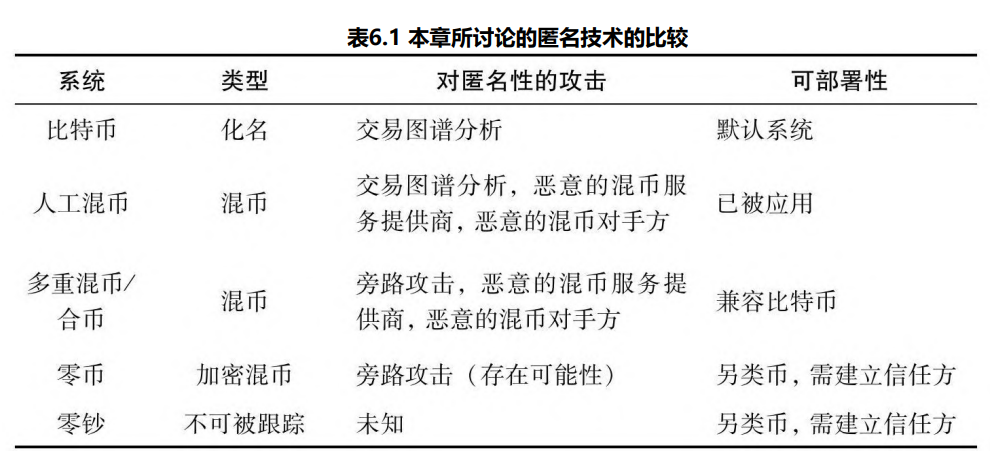 表6.1 本章所讨论的匿名技术的比较
系统 类型 对匿名性的攻击 可部署性
比特币 化名 交易图谱分析 默认系统
人工混币 混币 交易图谱分析，恶意的混币服 已被应用
务提供商，恶意的混币对手方
多重混币/ 混币 旁路攻击，恶意的混币服务提 兼容比特币
合币 供商，恶意的混币对手方
零币 加密混币 旁路攻击（存在可能性） 另类币，需建立信任方
零钞 不可被跟踪 未知 另类币，需建立信任方